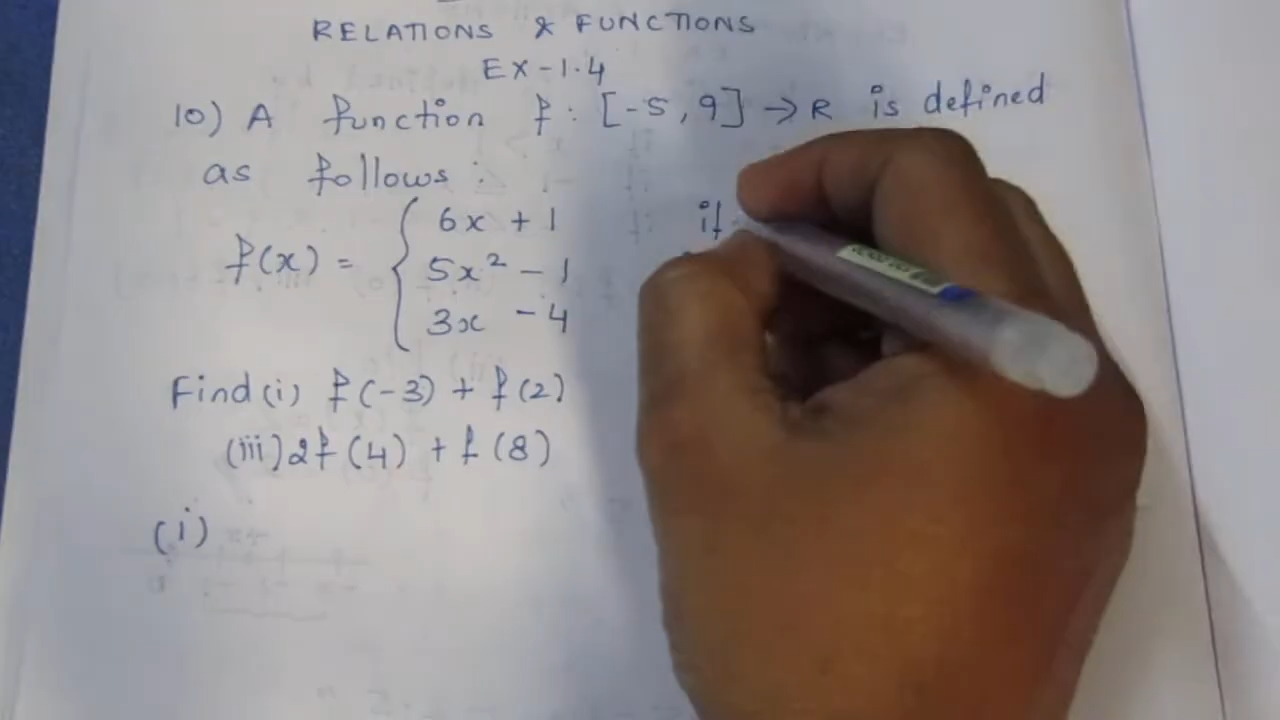 RELATIONS & FUNCTIONS
EX-1.4
10) A function f : [-5, 9] → R is defined
as follows :
f(x) = { 6x + 1 if
5x² - 1
3x - 4
Find (i) f(-3) + f(2)
(iii) 2f(4) + f(8)
(i)